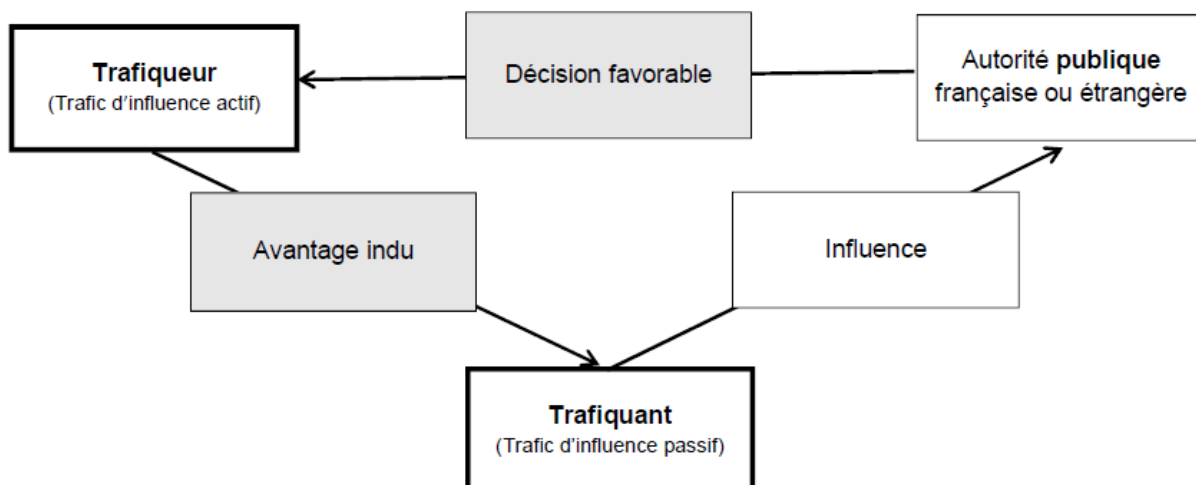 Trafiqueur
(Trafic d'influence actif)
Décision favorable
Autorité publique
française ou étrangère
Avantage indu
Influence
Trafiquant
(Trafic d'influence passif)